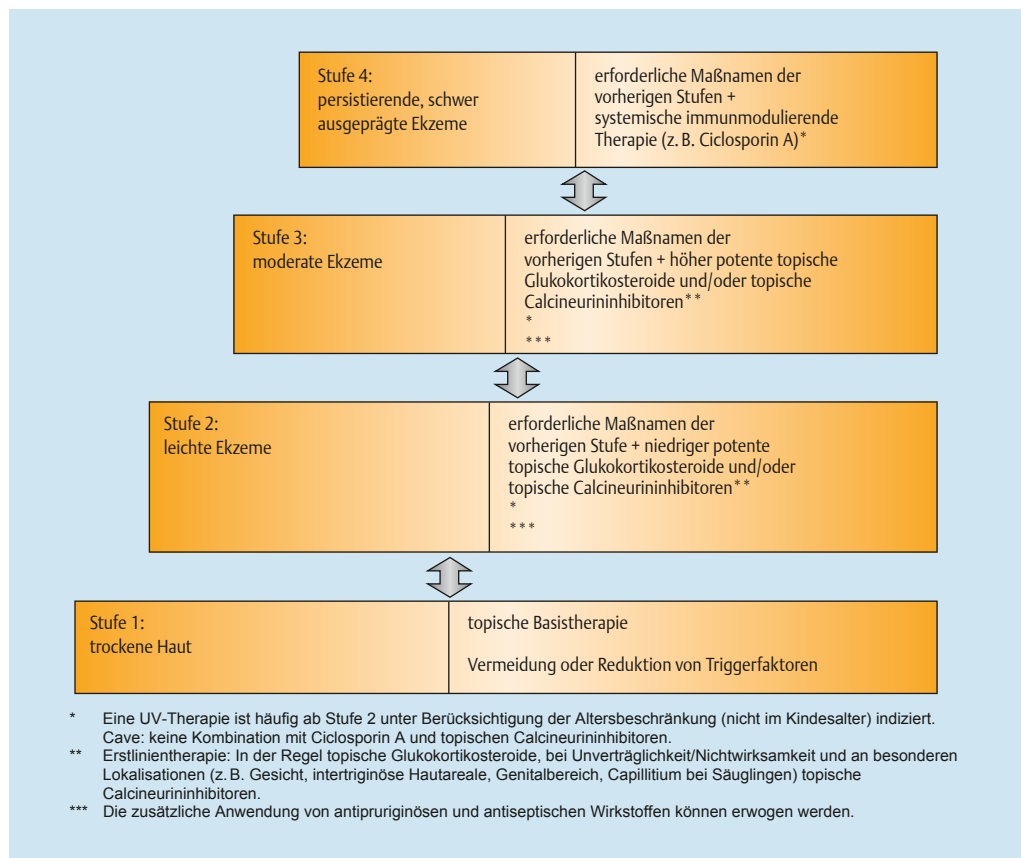 Stufe 4:
persistierende, schwer
ausgeprägte Ekzeme
erforderliche Maßnamen der
vorherigen Stufen +
systemische immunmodulierende
Therapie (z. B. Ciclosporin A)*
Stufe 3:
moderate Ekzeme
erforderliche Maßnamen der
vorherigen Stufen + höher potente topische
Glukokortikosteroide und/oder topische
Calcineurininhibitoren**
*
***
Stufe 2:
leichte Ekzeme
erforderliche Maßnamen der
vorherigen Stufe + niedriger potente
topische Glukokortikosteroide und/oder
topische Calcineurininhibitoren**
*
***
Stufe 1:
trockene Haut
topische Basistherapie
Vermeidung oder Reduktion von Triggerfaktoren
* Eine UV-Therapie ist häufig ab Stufe 2 unter Berücksichtigung der Altersbeschränkung (nicht im Kindesalter) indiziert.
Cave: keine Kombination mit Ciclosporin A und topischen Calcineurininhibitoren.
** Erstlinientherapie: In der Regel topische Glukokortikosteroide, bei Unverträglichkeit/Nichtwirksamkeit und an besonderen
Lokalisationen (z. B. Gesicht, intertriginöse Hautareale, Genitalbereich, Capillitium bei Säuglingen) topische
Calcineurininhibitoren.
*** Die zusätzliche Anwendung von antipruriginösen und antiseptischen Wirkstoffen können erwogen werden.